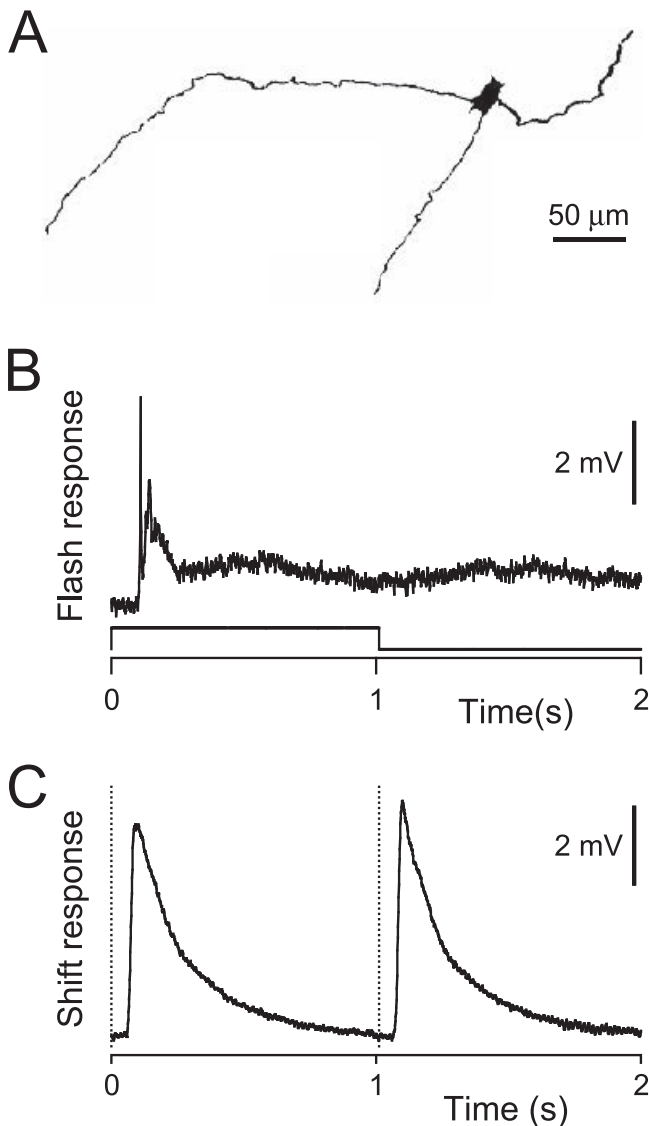 A
50 μm
B
Flash response
2 mV
0 1 2
Time(s)
C
Shift response
2 mV
0 1 2
Time (s)